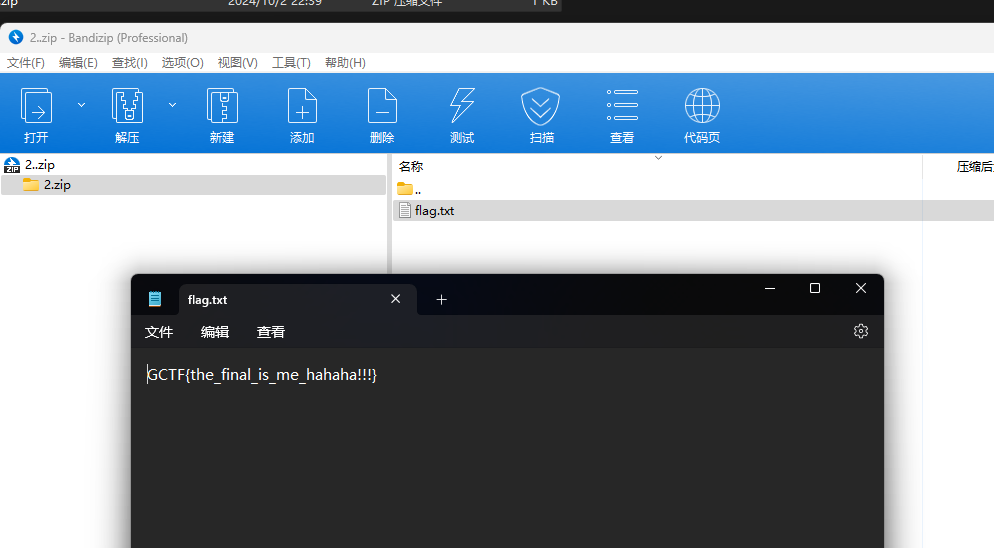 zip 2024/10/2 22:39 ZIP 压缩文件 1 KB
2..zip - Bandizip (Professional)
文件(F) 编辑(E) 查找(I) 选项(O) 视图(V) 工具(T) 帮助(H)
打开 解压 新建 添加 删除 测试 扫描 查看 代码页
2..zip
2.zip
名称 压缩后
..
flag.txt
flag.txt
文件 编辑 查看
GCTF{the_final_is_me_hahaha!!!}